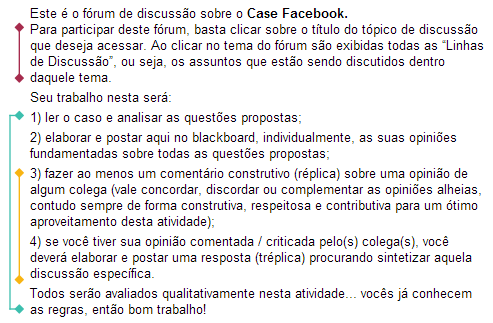 Este é o fórum de discussão sobre o Case Facebook.
Para participar deste fórum, basta clicar sobre o título do tópico de discussão
que deseja acessar. Ao clicar no tema do fórum são exibidas todas as “Linhas
de Discussão”, ou seja, os assuntos que estão sendo discutidos dentro
daquele tema.
Seu trabalho nesta será:
1) ler o caso e analisar as questões propostas;
2) elaborar e postar aqui no blackboard, individualmente, as suas opiniões
fundamentadas sobre todas as questões propostas;
3) fazer ao menos um comentário construtivo (réplica) sobre uma opinião de
algum colega (vale concordar, discordar ou complementar as opiniões alheias,
contudo sempre de forma construtiva, respeitosa e contributiva para um ótimo
aproveitamento desta atividade);
4) se você tiver sua opinião comentada / criticada pelo(s) colega(s), você
deverá elaborar e postar uma resposta (tréplica) procurando sintetizar aquela
discussão específica.
Todos serão avaliados qualitativamente nesta atividade... vocês já conhecem
as regras, então bom trabalho!